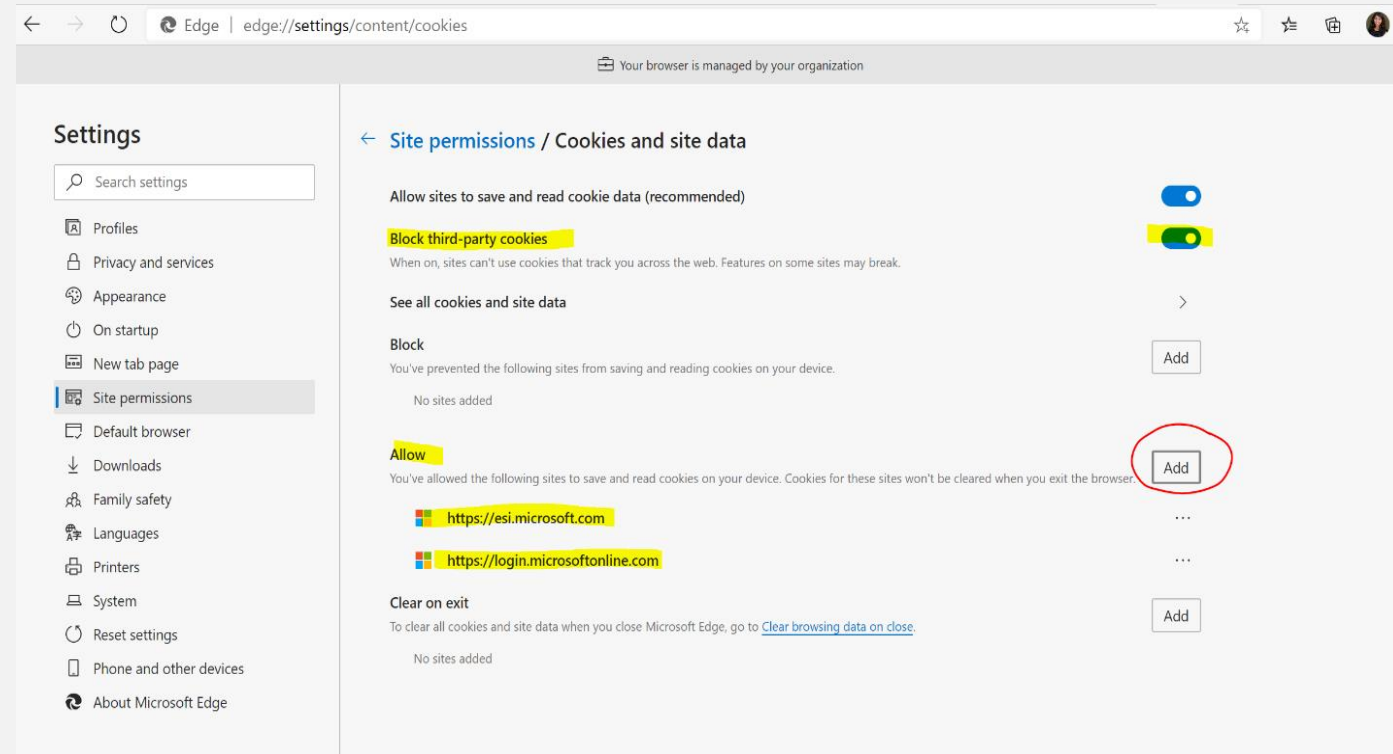 Edge | edge://settings/content/cookies
Your browser is managed by your organization
Settings
Search settings
Profiles
Privacy and services
Appearance
On startup
New tab page
Site permissions
Default browser
Downloads
Family safety
Languages
Printers
System
Reset settings
Phone and other devices
About Microsoft Edge
Site permissions / Cookies and site data
Allow sites to save and read cookie data (recommended)
Block third-party cookies
When on, sites can't use cookies that track you across the web. Features on some sites may break.
See all cookies and site data
Block
Add
You've prevented the following sites from saving and reading cookies on your device.
No sites added
Allow
Add
You've allowed the following sites to save and read cookies on your device. Cookies for these sites won't be cleared when you exit the browser.
https://esi.microsoft.com
https://login.microsoftonline.com
Clear on exit
Add
To clear all cookies and site data when you close Microsoft Edge, go to Clear browsing data on close.
No sites added